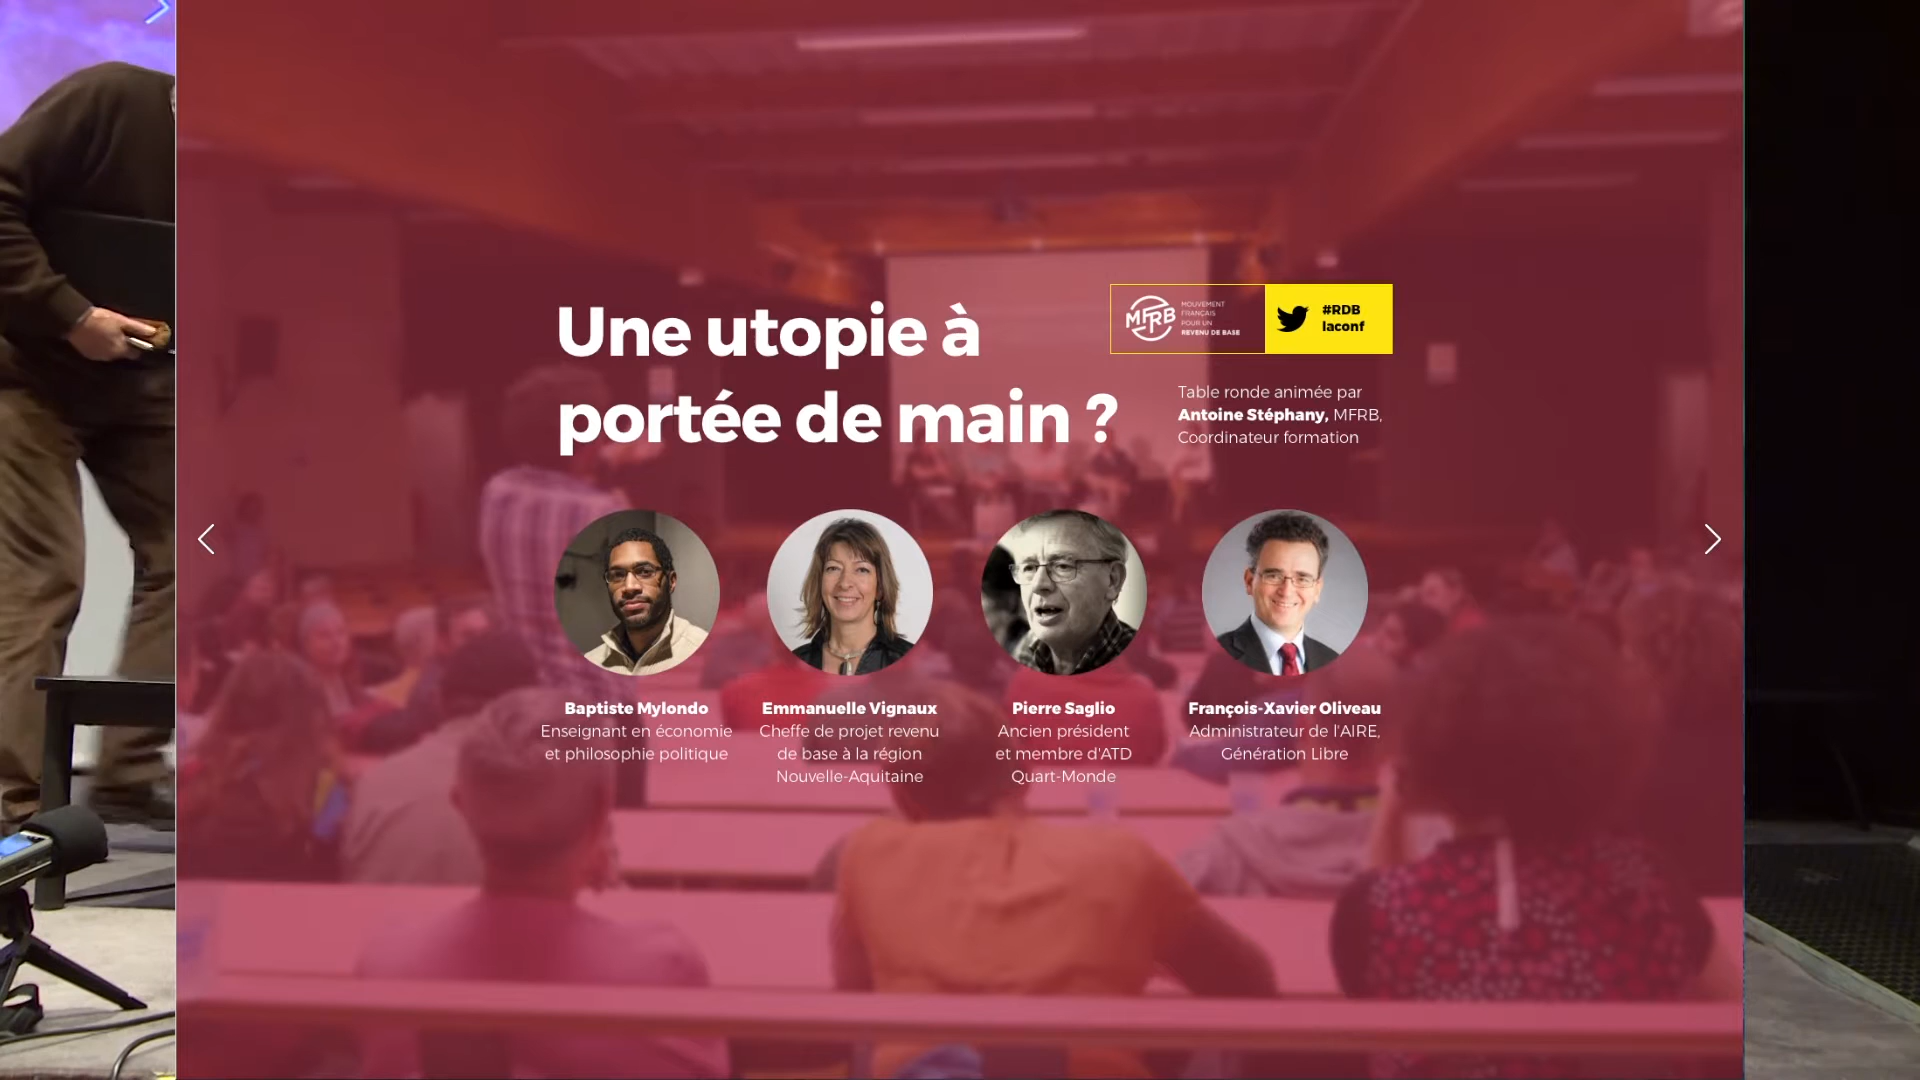 Une utopie à
portée de main ?
MFRB
MOUVEMENT
FRANÇAIS
POUR UN
REVENU DE BASE
#RDB
laconf
Table ronde animée par
Antoine Stéphany, MFRB,
Coordinateur formation
Baptiste Mylondo
Enseignant en économie
et philosophie politique
Emmanuelle Vignaux
Cheffe de projet revenu
de base à la région
Nouvelle-Aquitaine
Pierre Saglio
Ancien président
et membre d'ATD
Quart-Monde
François-Xavier Oliveau
Administrateur de l'AIRE,
Génération Libre